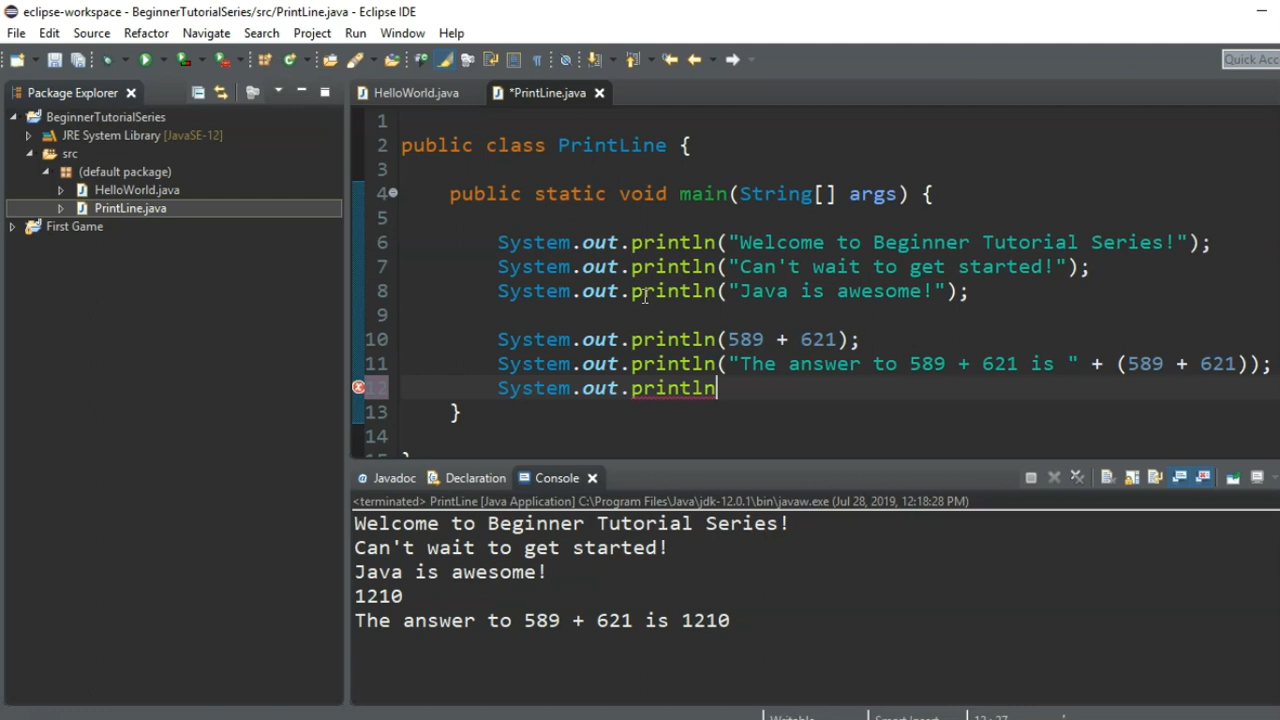 eclipse-workspace - BeginnerTutorialSeries/src/PrintLine.java - Eclipse IDE
File Edit Source Refactor Navigate Search Project Run Window Help
Quick Acc
Package Explorer
HelloWorld.java *PrintLine.java
BeginnerTutorialSeries
JRE System Library [JavaSE-12]
src
(default package)
HelloWorld.java
PrintLine.java
First Game
1
2 public class PrintLine {
3
4 public static void main(String[] args) {
5
6 System.out.println("Welcome to Beginner Tutorial Series!");
7 System.out.println("Can't wait to get started!");
8 System.out.println("Java is awesome!");
9
10 System.out.println(589 + 621);
11 System.out.println("The answer to 589 + 621 is " + (589 + 621));
12 System.out.println
13 }
14
Javadoc Declaration Console
<terminated> PrintLine [Java Application] C:\Program Files\Java\jdk-12.0.1\bin\javaw.exe (Jul 28, 2019, 12:18:28 PM)
Welcome to Beginner Tutorial Series!
Can't wait to get started!
Java is awesome!
1210
The answer to 589 + 621 is 1210